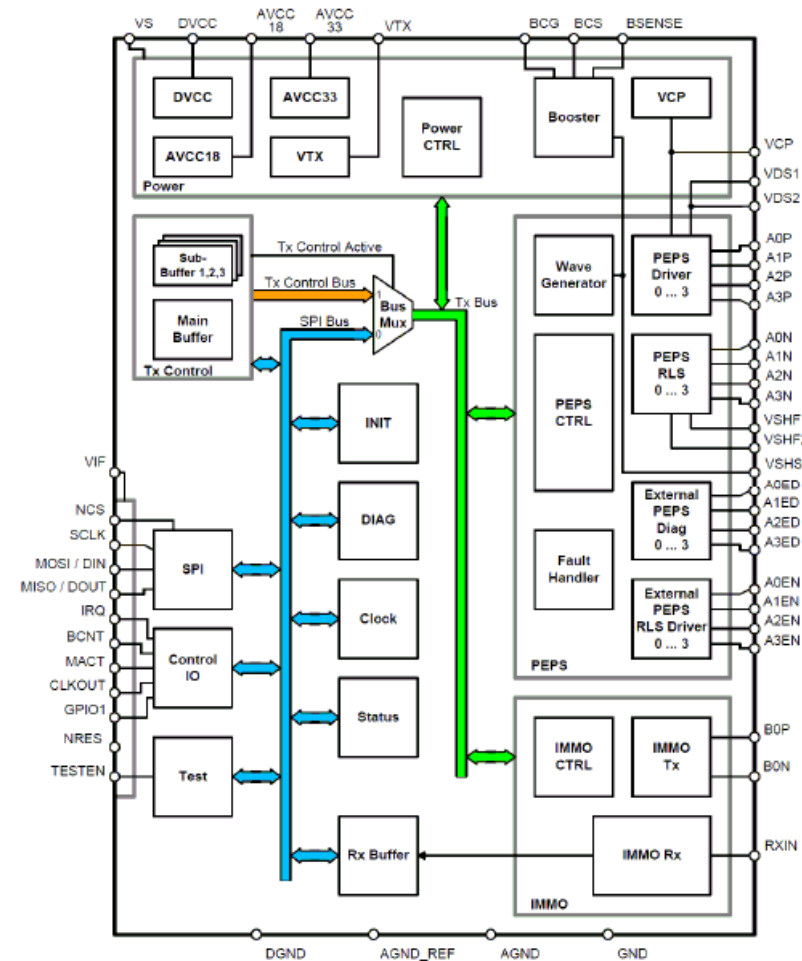 VS
DVCC
AVCC
18
AVCC
33
VTX
BCG
BCS
BSENSE
DVCC
AVCC33
AVCC18
VTX
Power
CTRL
Booster
VCP
Power
VCP
VDS1
VDS2
Sub-
Buffer 1,2,3
Main
Buffer
Tx Control
Tx Control Active
Tx Control Bus
SPI Bus
1
Bus
Mux
0
Tx Bus
Wave
Generator
PEPS
Driver
0 ... 3
A0P
A1P
A2P
A3P
PEPS
CTRL
PEPS
RLS
0 ... 3
A0N
A1N
A2N
A3N
VSHF1
VSHF2
VSHS
INIT
DIAG
Clock
Status
Rx Buffer
VIF
NCS
SCLK
MOSI / DIN
MISO / DOUT
IRQ
BCNT
MACT
CLKOUT
GPIO1
NRES
TESTEN
SPI
Control
IO
Test
Fault
Handler
External
PEPS
Diag
0 ... 3
A0ED
A1ED
A2ED
A3ED
External
PEPS
RLS Driver
0 ... 3
A0EN
A1EN
A2EN
A3EN
PEPS
IMMO
CTRL
IMMO
Tx
B0P
B0N
IMMO Rx
RXIN
IMMO
DGND
AGND_REF
AGND
GND